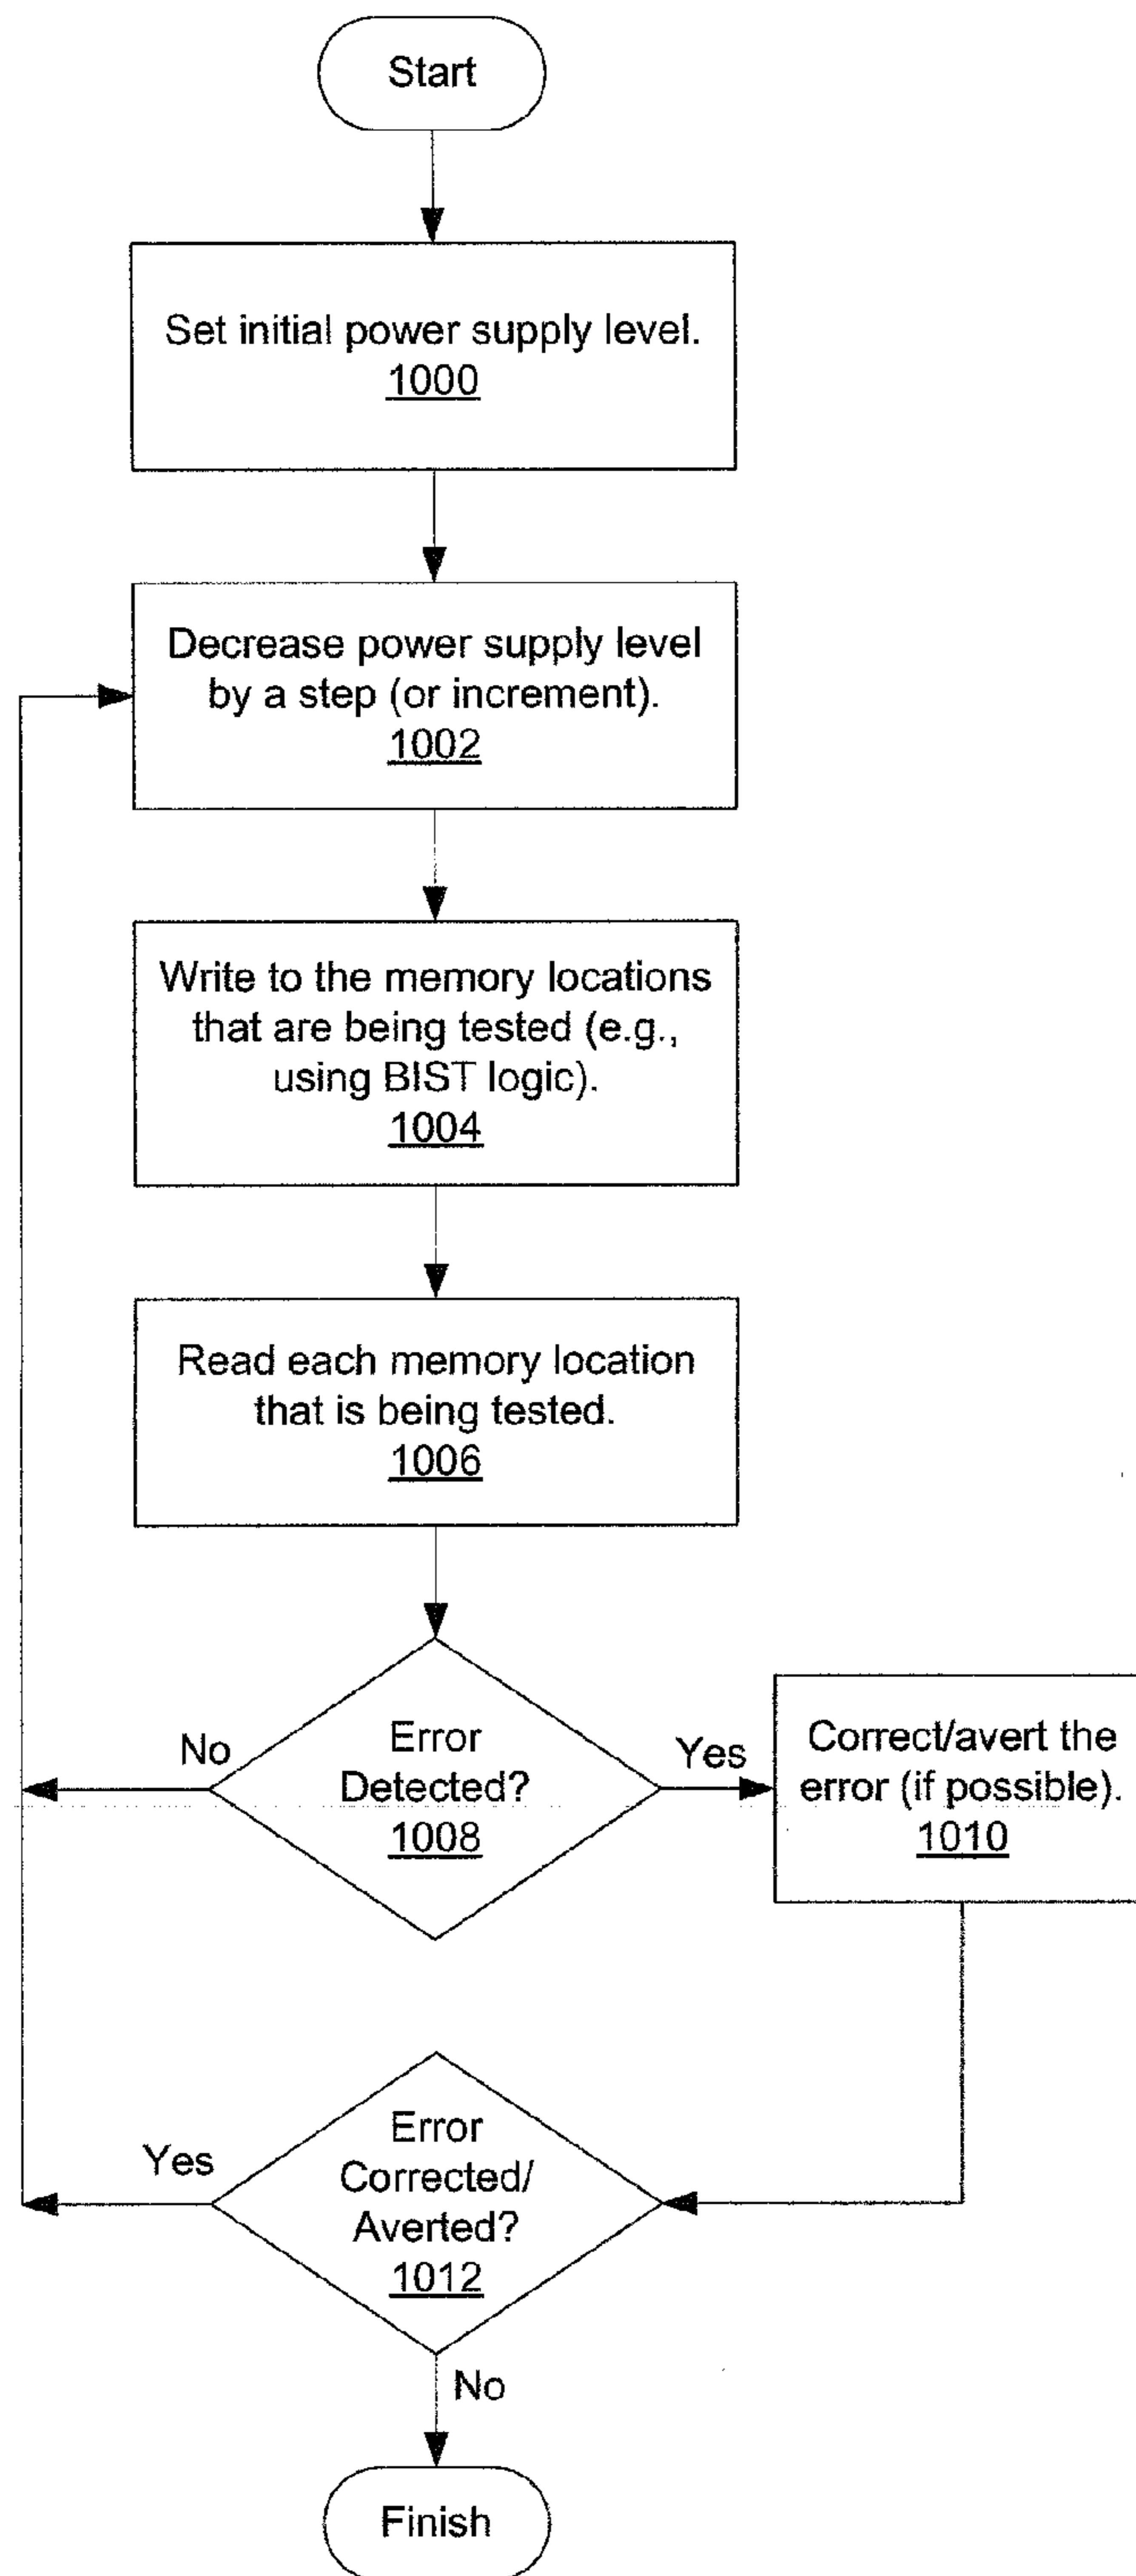 Start
Set initial power supply level.
1000
Decrease power supply level
by a step (or increment).
1002
Write to the memory locations
that are being tested (e.g.,
using BIST logic).
1004
Read each memory location
that is being tested.
1006
Error
Detected?
1008
No
Yes
Correct/avert the
error (if possible).
1010
Error
Corrected/
Averted?
1012
Yes
No
Finish